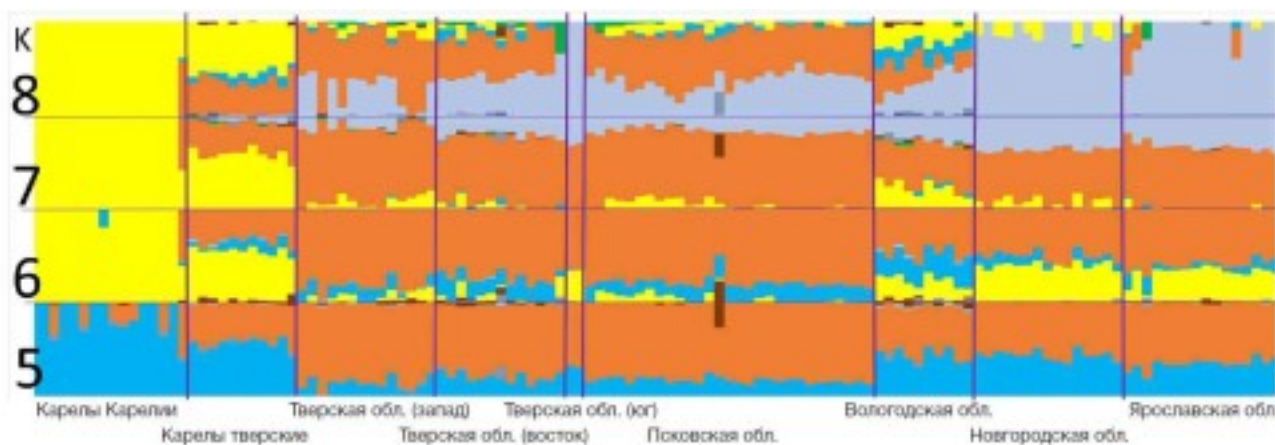 K
8
7
6
5
Карелы Карелии Тверская обл. (запад) Тверская обл. (юг) Вологодская обл. Ярославская обл
Карелы тверские Тверская обл. (восток) Псковская обл. Новгородская обл.